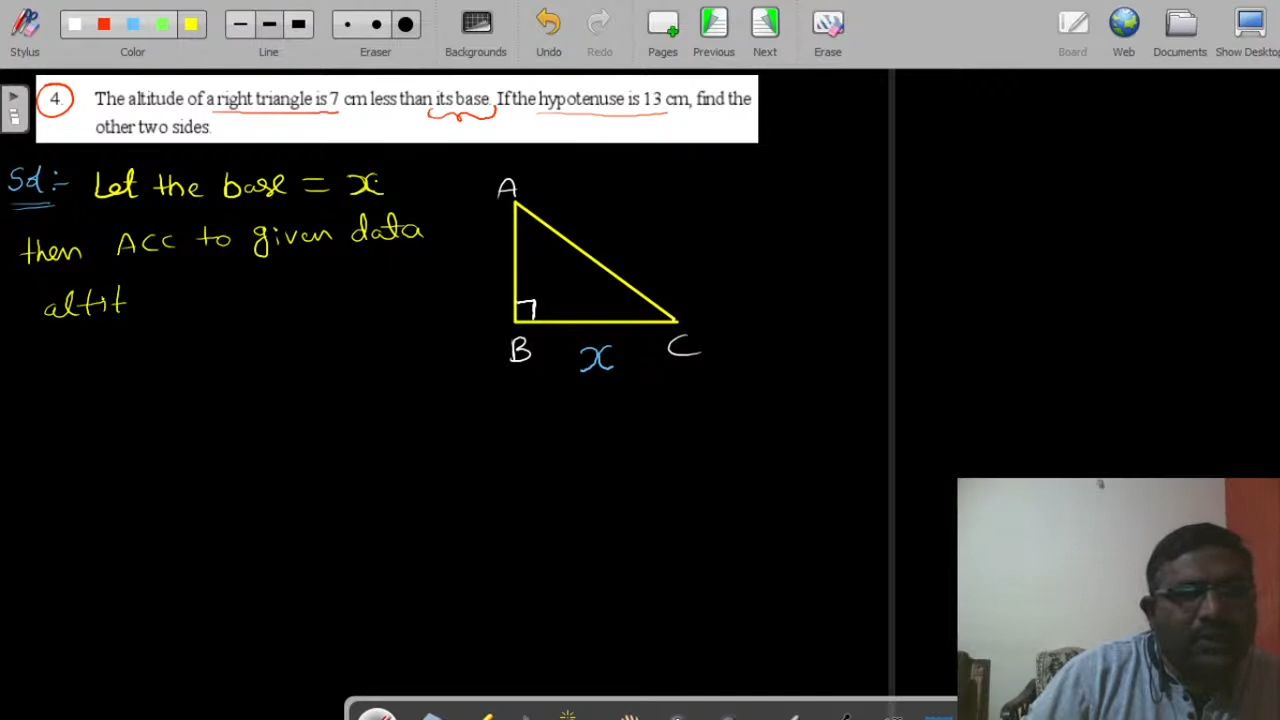 Stylus Color Line Eraser Backgrounds Undo Redo Pages Previous Next Erase Board Web Documents Show Desktop
4. The altitude of a right triangle is 7 cm less than its base. If the hypotenuse is 13 cm, find the
other two sides.
Sol :- Let the base = x
then ACC to given data
altit
A
B
C
x